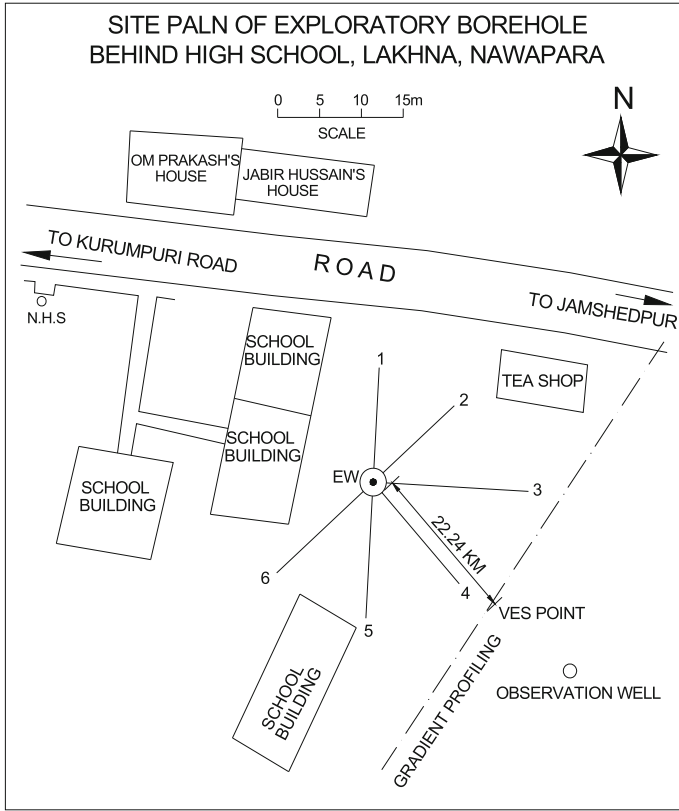 SITE PALN OF EXPLORATORY BOREHOLE
BEHIND HIGH SCHOOL, LAKHNA, NAWAPARA
0 5 10 15m
SCALE
N
OM PRAKASH'S
HOUSE
JABIR HUSSAIN'S
HOUSE
TO KURUMPURI ROAD
ROAD
TO JAMSHEDPUR
N.H.S
SCHOOL
BUILDING
TEA SHOP
SCHOOL
BUILDING
SCHOOL
BUILDING
1
2
EW
3
22.24 KM
4
5
6
VES POINT
SCHOOL
BUILDING
GRADIENT PROFILING
OBSERVATION WELL